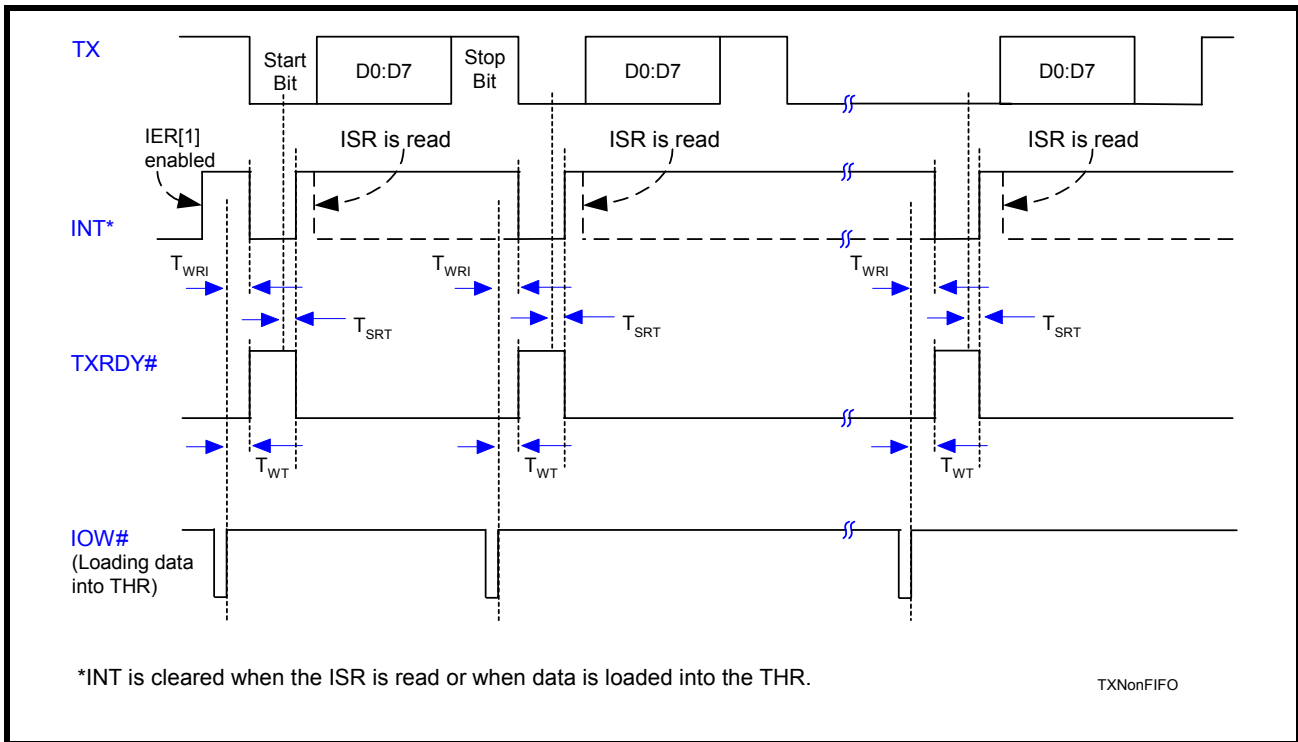 TX
Start
Bit
D0:D7
Stop
Bit
D0:D7
D0:D7
IER[1]
enabled
ISR is read
ISR is read
ISR is read
INT*
TWRI
TWRI
TWRI
TSRT
TSRT
TSRT
TXRDY#
TWT
TWT
TWT
IOW#
(Loading data
into THR)
*INT is cleared when the ISR is read or when data is loaded into the THR.
TXNonFIFO